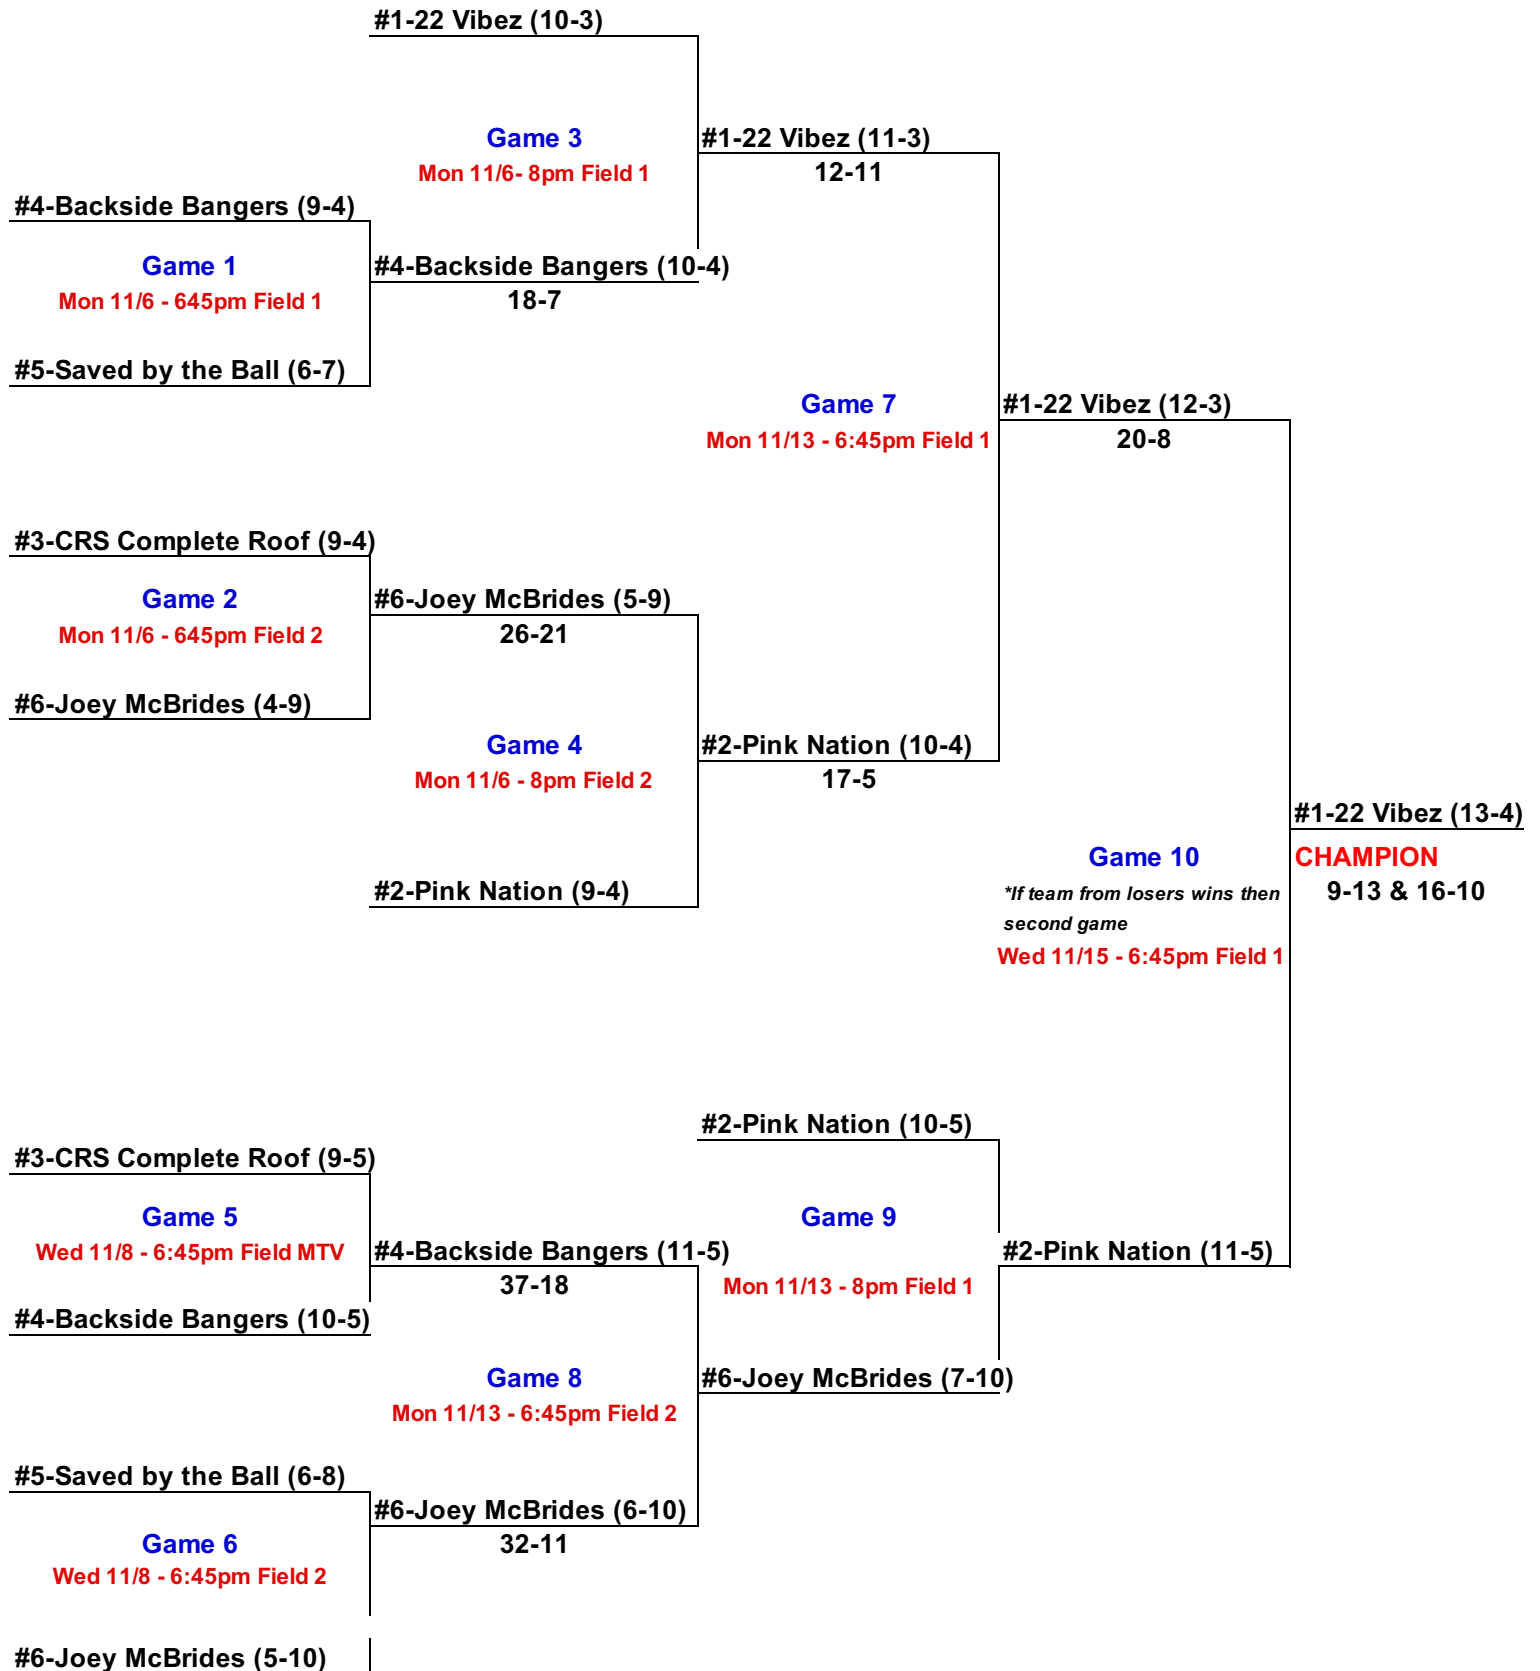 #1-22 Vibez (10-3)
Game 3
#1-22 Vibez (11-3)
Mon 11/6- 8pm Field 1
12-11
#4-Backside Bangers (9-4)
Game 1
#4-Backside Bangers (10-4)
Mon 11/6 - 645pm Field 1
18-7
#5-Saved by the Ball (6-7)
Game 7
#1-22 Vibez (12-3)
Mon 11/13 - 6:45pm Field 1
20-8
#3-CRS Complete Roof (9-4)
Game 2
#6-Joey McBrides (5-9)
Mon 11/6 - 645pm Field 2
26-21
#6-Joey McBrides (4-9)
Game 4
#2-Pink Nation (10-4)
Mon 11/6 - 8pm Field 2
17-5
#1-22 Vibez (13-4)
Game 10
CHAMPION
#2-Pink Nation (9-4)
*If team from losers wins then
9-13 & 16-10
second game
Wed 11/15 - 6:45pm Field 1
#2-Pink Nation (10-5)
#3-CRS Complete Roof (9-5)
Game 5
Game 9
Wed 11/8 - 6:45pm Field MTV
#4-Backside Bangers (11-5)
#2-Pink Nation (11-5)
37-18
Mon 11/13 - 8pm Field 1
#4-Backside Bangers (10-5)
Game 8
#6-Joey McBrides (7-10)
Mon 11/13 - 6:45pm Field 2
#5-Saved by the Ball (6-8)
#6-Joey McBrides (6-10)
Game 6
32-11
Wed 11/8 - 6:45pm Field 2
#6-Joey McBrides (5-10)